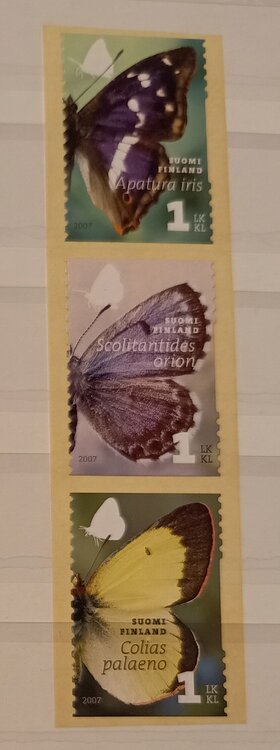 SUOMI
FINLAND
Apatura iris
2007
1 LK
KL
SUOMI
FINLAND
Scolitantides
orion
2007
1 LK
KL
SUOMI
FINLAND
Colias
palaeno
2007
1 LK
KL